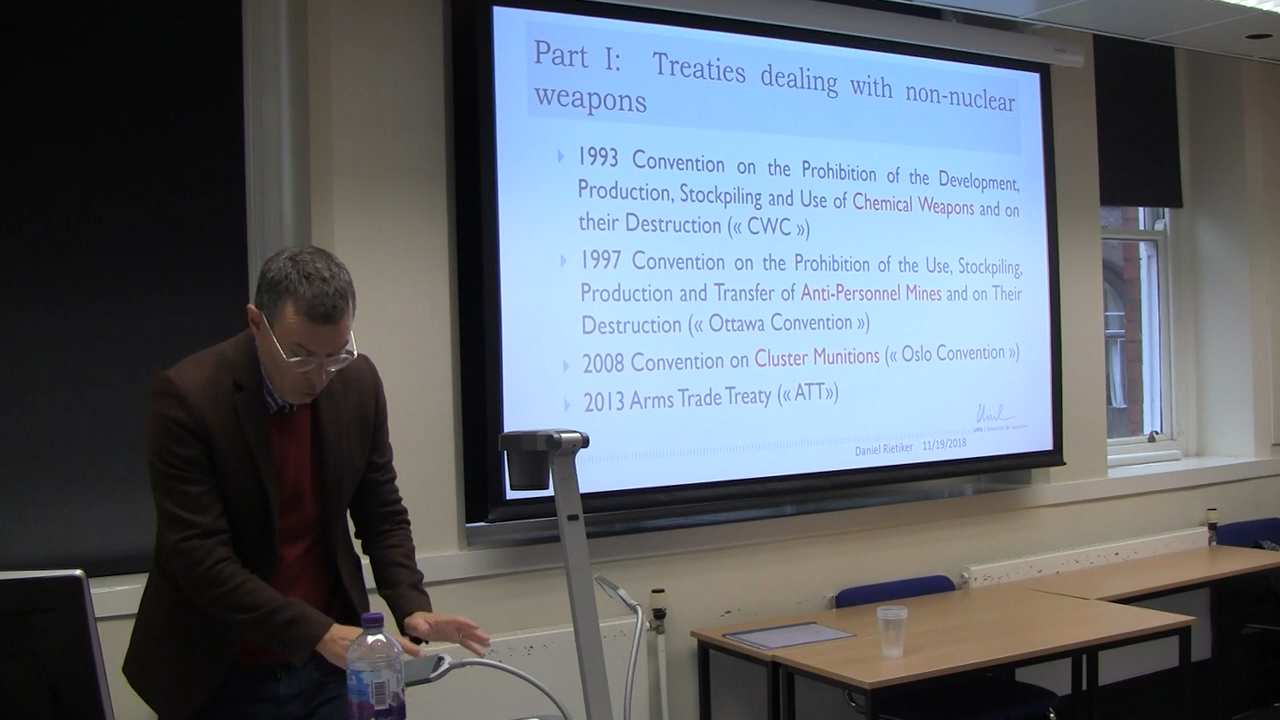 Part I: Treaties dealing with non-nuclear
weapons
1993 Convention on the Prohibition of the Development,
Production, Stockpiling and Use of Chemical Weapons and on
their Destruction (« CWC »)
1997 Convention on the Prohibition of the Use, Stockpiling,
Production and Transfer of Anti-Personnel Mines and on Their
Destruction (« Ottawa Convention »)
2008 Convention on Cluster Munitions (« Oslo Convention »)
2013 Arms Trade Treaty (« ATT»)
Unil
Daniel Rietiker 11/19/2018